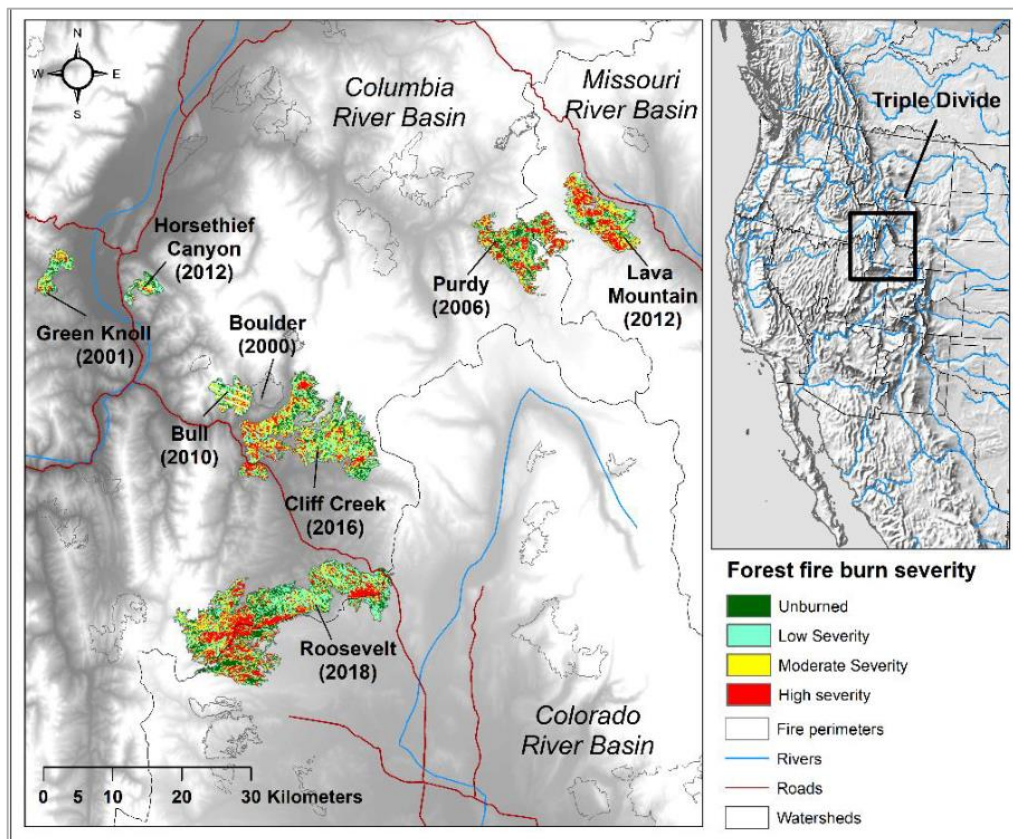 N
W E
S
Columbia
River Basin
Missouri
River Basin
Horsethief
Canyon
(2012)
Green Knoll
(2001)
Boulder
(2000)
Bull
(2010)
Purdy
(2006)
Lava
Mountain
(2012)
Cliff Creek
(2016)
Roosevelt
(2018)
Colorado
River Basin
0 5 10 20 30 Kilometers
Triple Divide
Forest fire burn severity
Unburned
Low Severity
Moderate Severity
High severity
Fire perimeters
Rivers
Roads
Watersheds